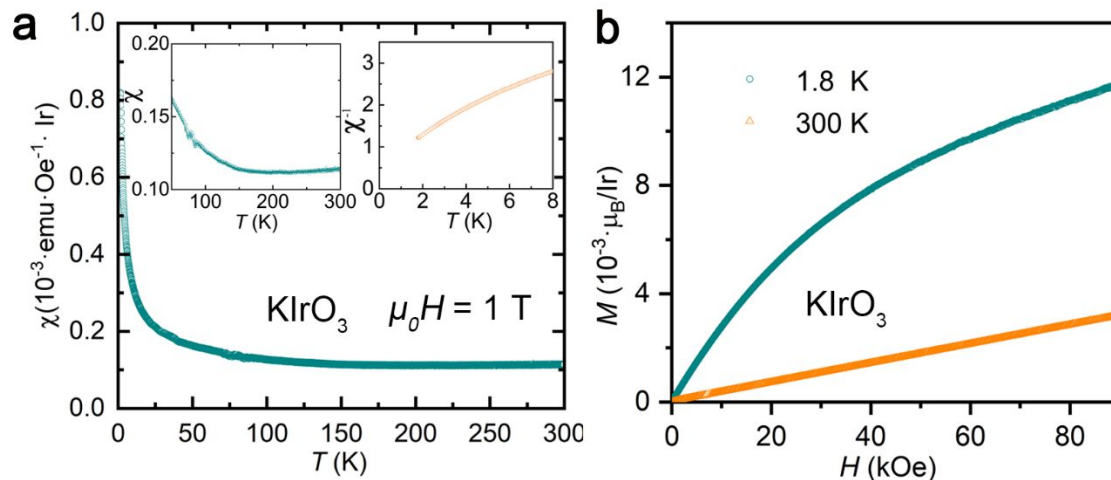 a
χ(10⁻³·emu·Oe⁻¹· Ir)
1.0
0.8
0.6
0.4
0.2
0.0
0 50 100 150 200 250 300
T (K)
χ
0.20
0.15
0.10
100 200 300
T (K)
χ⁻¹
3
2
1
0
0 2 4 6 8
T (K)
KIrO₃ μ₀H = 1 T
b
M (10⁻³·μ_B/Ir)
12
8
4
0
0 20 40 60 80
H (kOe)
1.8 K
300 K
KIrO₃